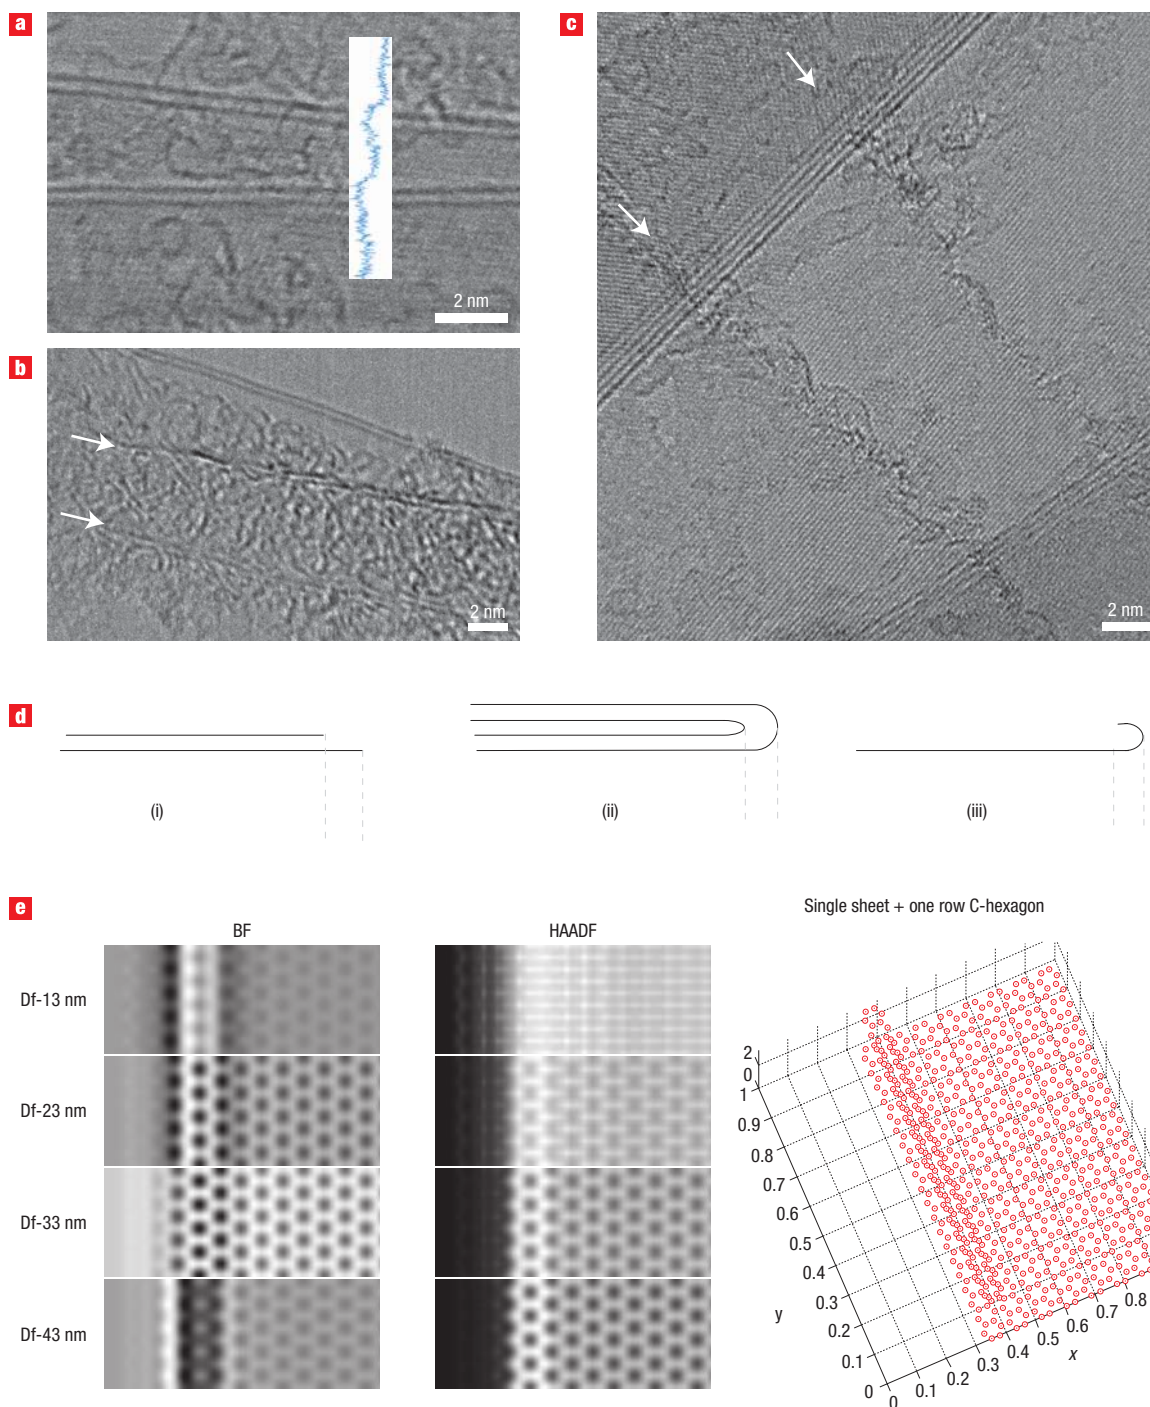 a
2 nm
b
2 nm
c
2 nm
d
(i)
(ii)
(iii)
e
BF
HAADF
Single sheet + one row C-hexagon
Df-13 nm
Df-23 nm
Df-33 nm
Df-43 nm
2
0
1
0.9
0.8
0.7
0.6
0.5
0.4
0.3
0.2
0.1
0
y
0
0.1
0.2
0.3
0.4
0.5
0.6
0.7
0.8
x